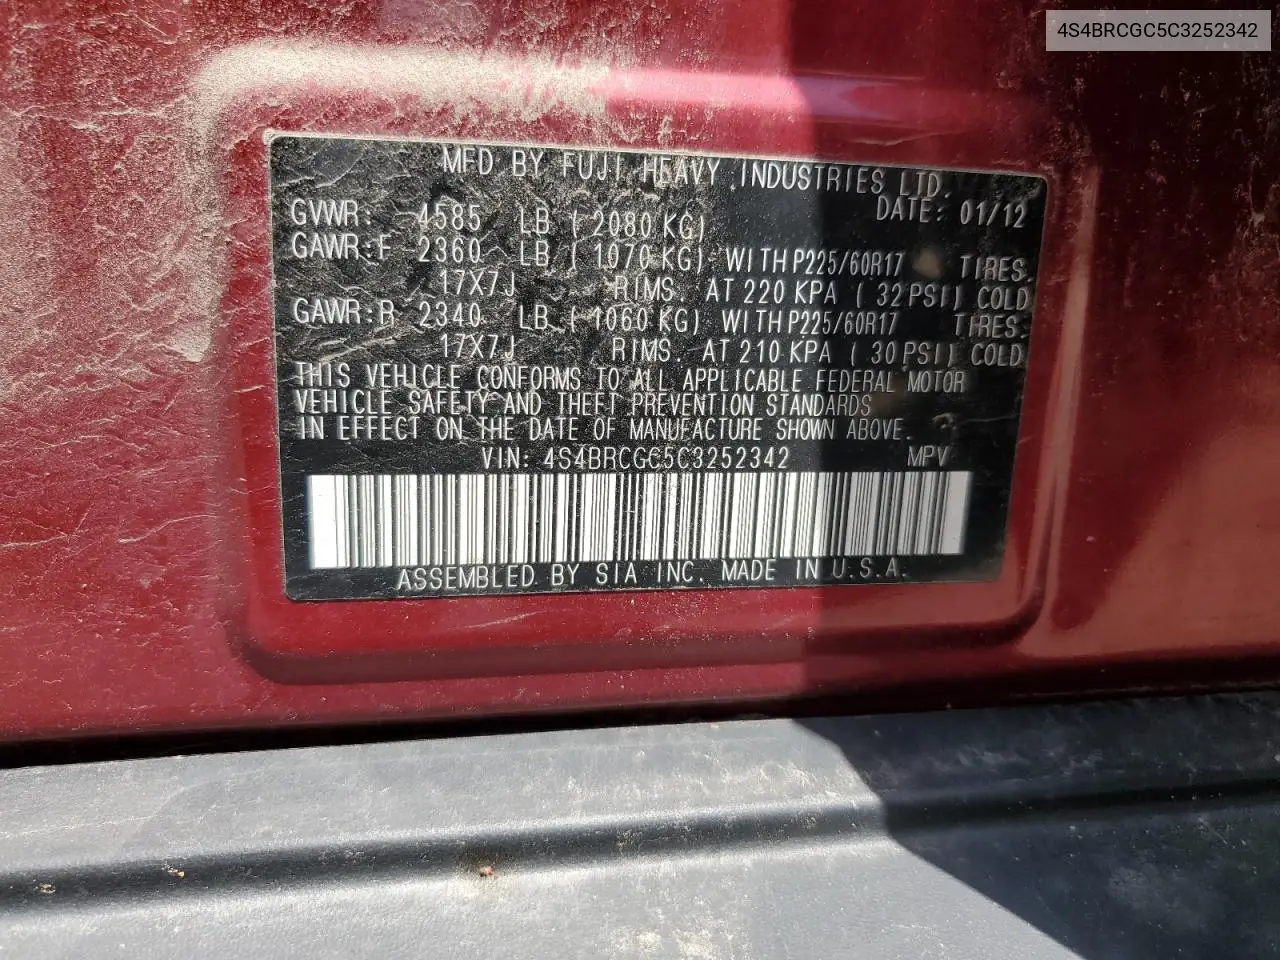 4S4BRCGC5C3252342
MFD BY FUJI HEAVY INDUSTRIES LTD.
DATE: 01/12
GVWR: 4585 LB ( 2080 KG)
GAWR:F 2360 LB ( 1070 KG) WITH P225/60R17 TIRES.
17X7J RIMS. AT 220 KPA ( 32 PSI) COLD
GAWR:R 2340 LB ( 1060 KG) WITH P225/60R17 TIRES.
17X7J RIMS. AT 210 KPA ( 30 PSI) COLD
THIS VEHICLE CONFORMS TO ALL APPLICABLE FEDERAL MOTOR
VEHICLE SAFETY AND THEFT PREVENTION STANDARDS
IN EFFECT ON THE DATE OF MANUFACTURE SHOWN ABOVE.
VIN: 4S4BRCGC5C3252342 MPV
ASSEMBLED BY SIA INC. MADE IN U.S.A.